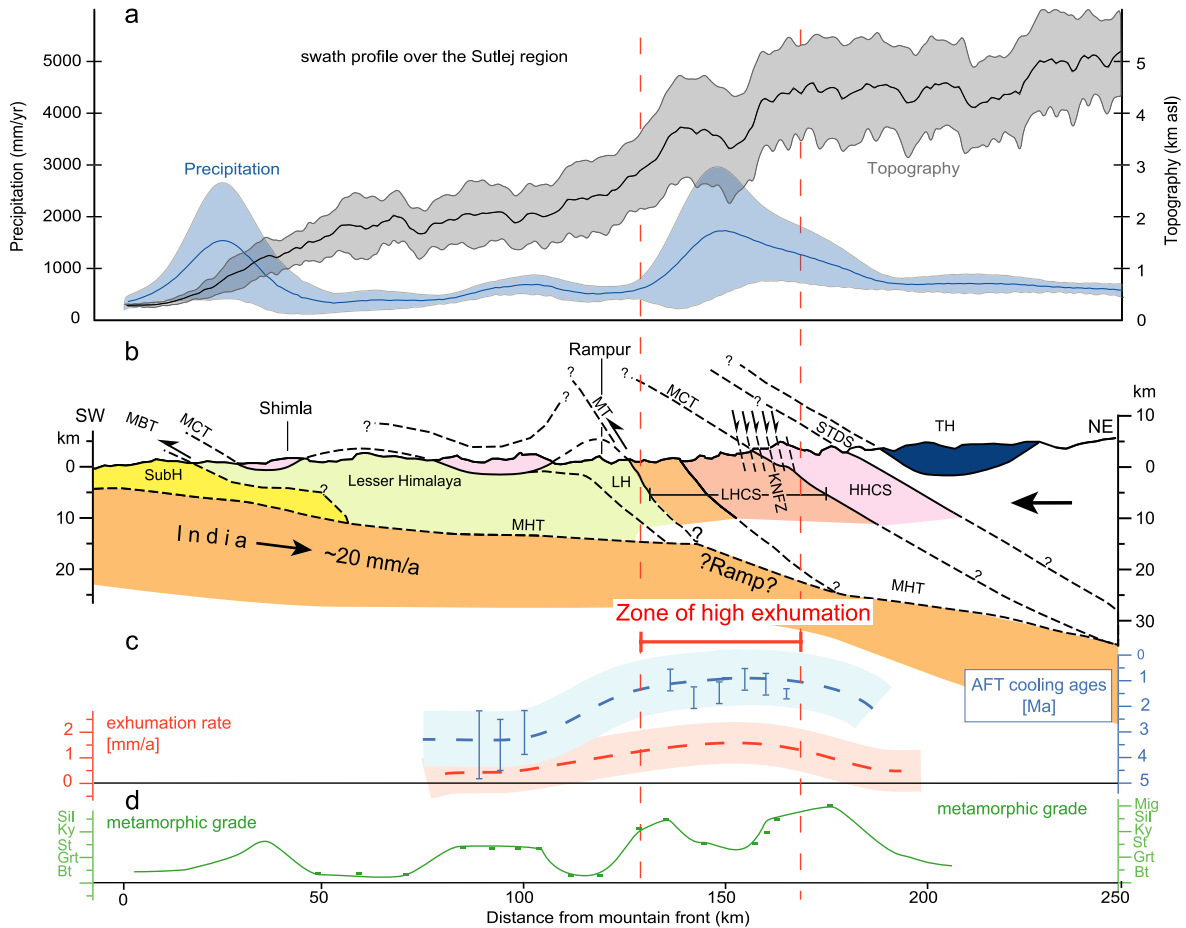 a
swath profile over the Sutlej region
Precipitation (mm/yr)
5000
4000
3000
2000
1000
0
Precipitation
Topography
5
4
3
2
1
0
Topography (km asl)
b
Rampur
SW
Shimla
MBT
MCT
?
?
?
MT
?
MCT
?
?
?
STDS
TH
NE
km
0
10
20
km
10
0
10
20
30
SubH
?
Lesser Himalaya
LH
LHCS
KNFZ
HHCS
MHT
India
~20 mm/a
?
?Ramp?
?
MHT
?
?
Zone of high exhumation
c
exhumation rate
[mm/a]
2
1
0
AFT cooling ages
[Ma]
0
1
2
3
4
5
d
metamorphic grade
metamorphic grade
Sil
Ky
St
Grt
Bt
Mig
Sil
Ky
St
Grt
Bt
0
50
100
150
200
250
Distance from mountain front (km)